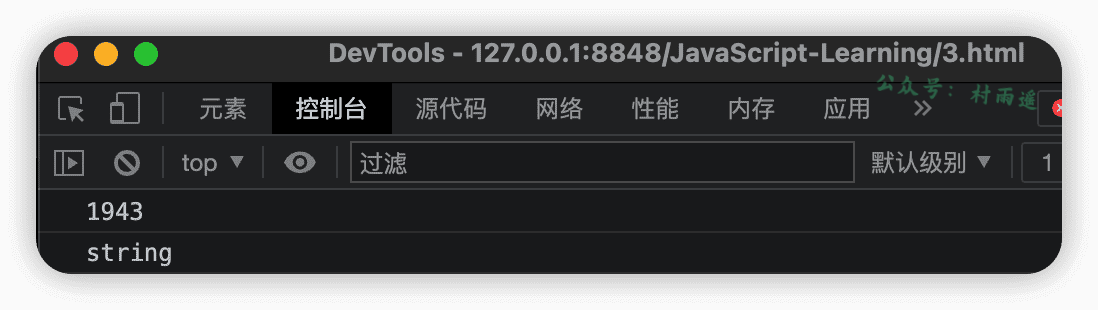 DevTools - 127.0.0.1:8848/JavaScript-Learning/3.html
公众号：村雨遥
元素 控制台 源代码 网络 性能 内存 应用 »
top ▼ 过滤 默认级别 ▼ 1
1943
string